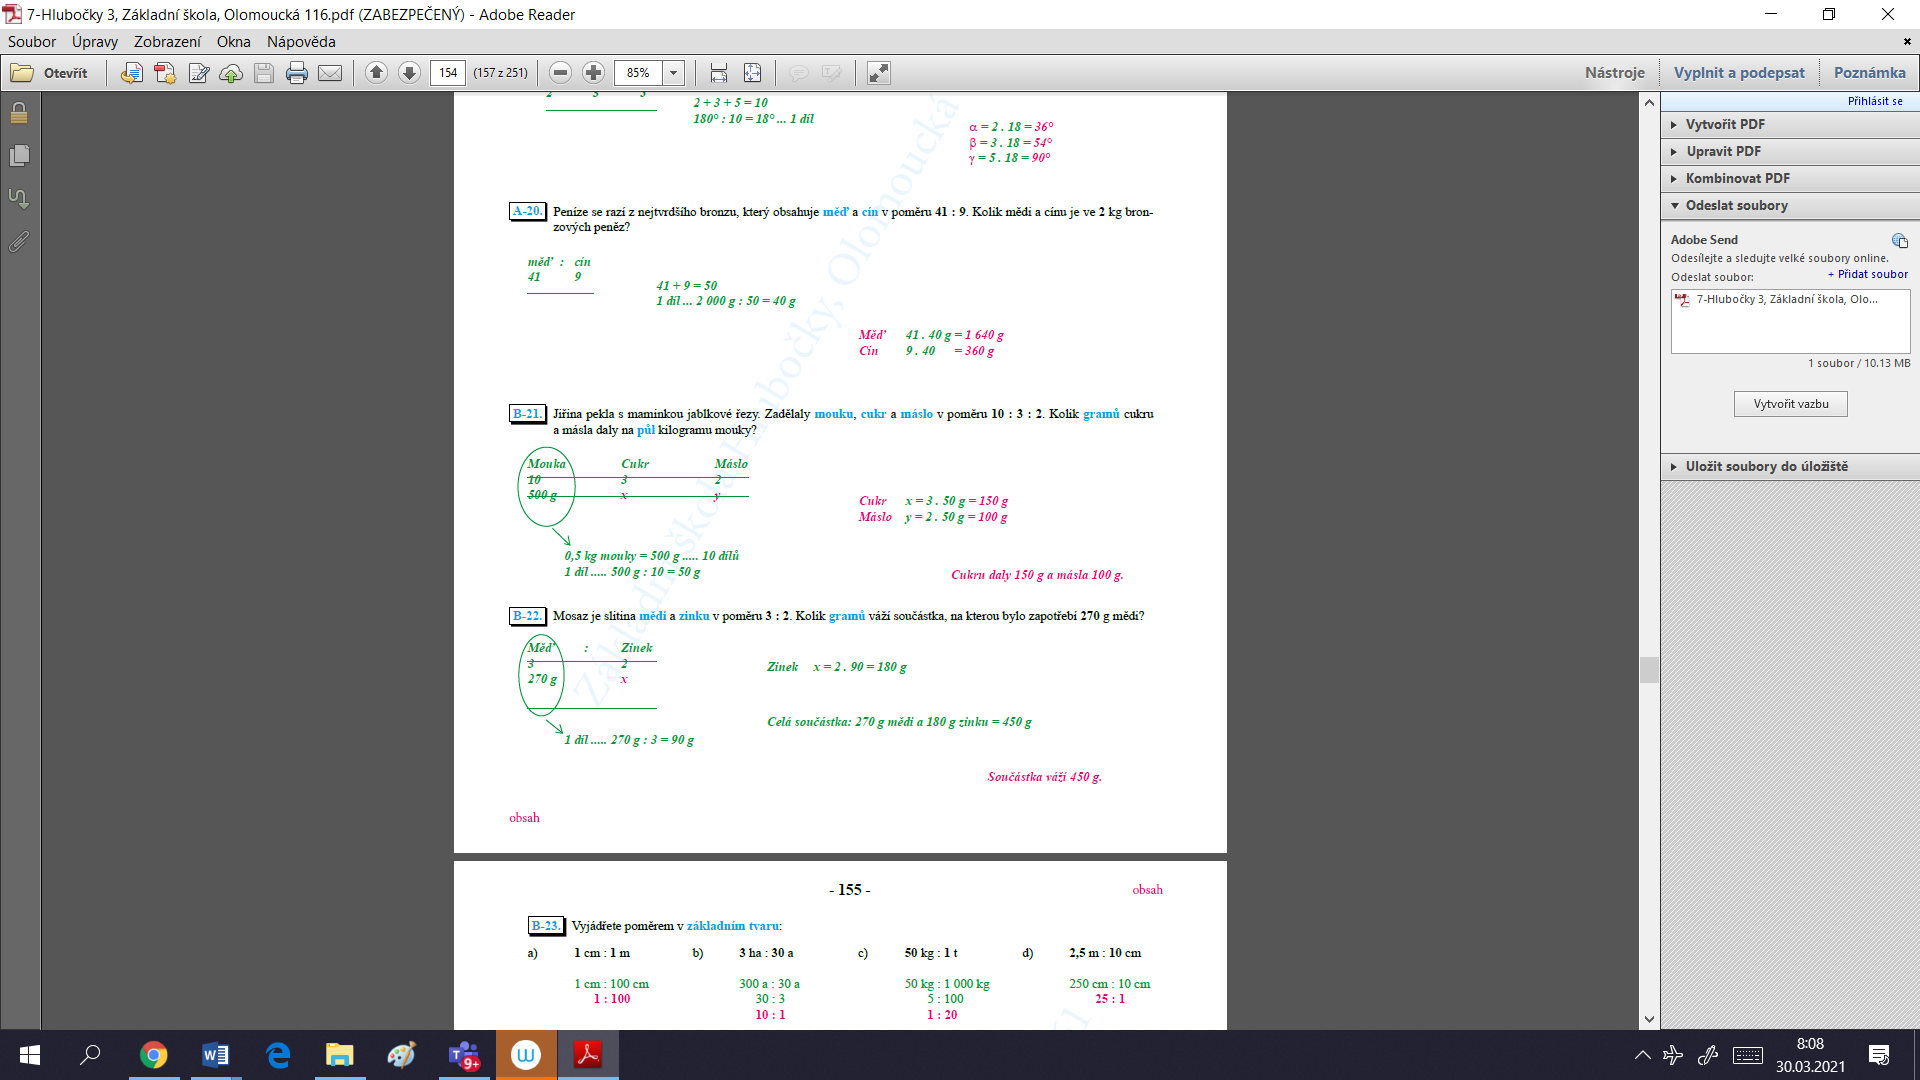 7-Hlubočky 3, Základní škola, Olomoucká 116.pdf (ZABEZPEČENÝ) - Adobe Reader
Soubor Úpravy Zobrazení Okna Nápověda
Otevřít 154 (157 z 251) 85% Nástroje Vyplnit a podepsat Poznámka
Přihlásit se
Vytvořit PDF
Upravit PDF
Kombinovat PDF
Odeslat soubory
Adobe Send
Odesílejte a sledujte velké soubory online.
Odeslat soubor: + Přidat soubor
7-Hlubočky 3, Základní škola, Olo...
1 soubor / 10.13 MB
Vytvořit vazbu
Uložit soubory do úložiště
2 3 5
2 + 3 + 5 = 10
180° : 10 = 18° ... 1 díl
α = 2 . 18 = 36°
β = 3 . 18 = 54°
γ = 5 . 18 = 90°
A-20. Peníze se razí z nejtvrdšího bronzu, který obsahuje měď a cín v poměru 41 : 9. Kolik mědi a cínu je ve 2 kg bron-
zových peněz?
měď : cín
41 9
41 + 9 = 50
1 díl ... 2 000 g : 50 = 40 g
Měď 41 . 40 g = 1 640 g
Cín 9 . 40 = 360 g
B-21. Jiřina pekla s maminkou jablkové řezy. Zadělaly mouku, cukr a máslo v poměru 10 : 3 : 2. Kolik gramů cukru
a másla daly na půl kilogramu mouky?
Mouka Cukr Máslo
10 3 2
500 g x y
Cukr x = 3 . 50 g = 150 g
Máslo y = 2 . 50 g = 100 g
0,5 kg mouky = 500 g ..... 10 dílů
1 díl ..... 500 g : 10 = 50 g
Cukru daly 150 g a másla 100 g.
B-22. Mosaz je slitina mědi a zinku v poměru 3 : 2. Kolik gramů váží součástka, na kterou bylo zapotřebí 270 g mědi?
Měď : Zinek
3 2
270 g x
Zinek x = 2 . 90 = 180 g
Celá součástka: 270 g mědi a 180 g zinku = 450 g
1 díl ..... 270 g : 3 = 90 g
Součástka váží 450 g.
obsah
Základní škola Hlubočky, Olomoucká
- 155 - obsah
B-23. Vyjádřete poměrem v základním tvaru:
a) 1 cm : 1 m b) 3 ha : 30 a c) 50 kg : 1 t d) 2,5 m : 10 cm
1 cm : 100 cm 300 a : 30 a 50 kg : 1 000 kg 250 cm : 10 cm
1 : 100 30 : 3 5 : 100 25 : 1
10 : 1 1 : 20
9+
8:08
30.03.2021